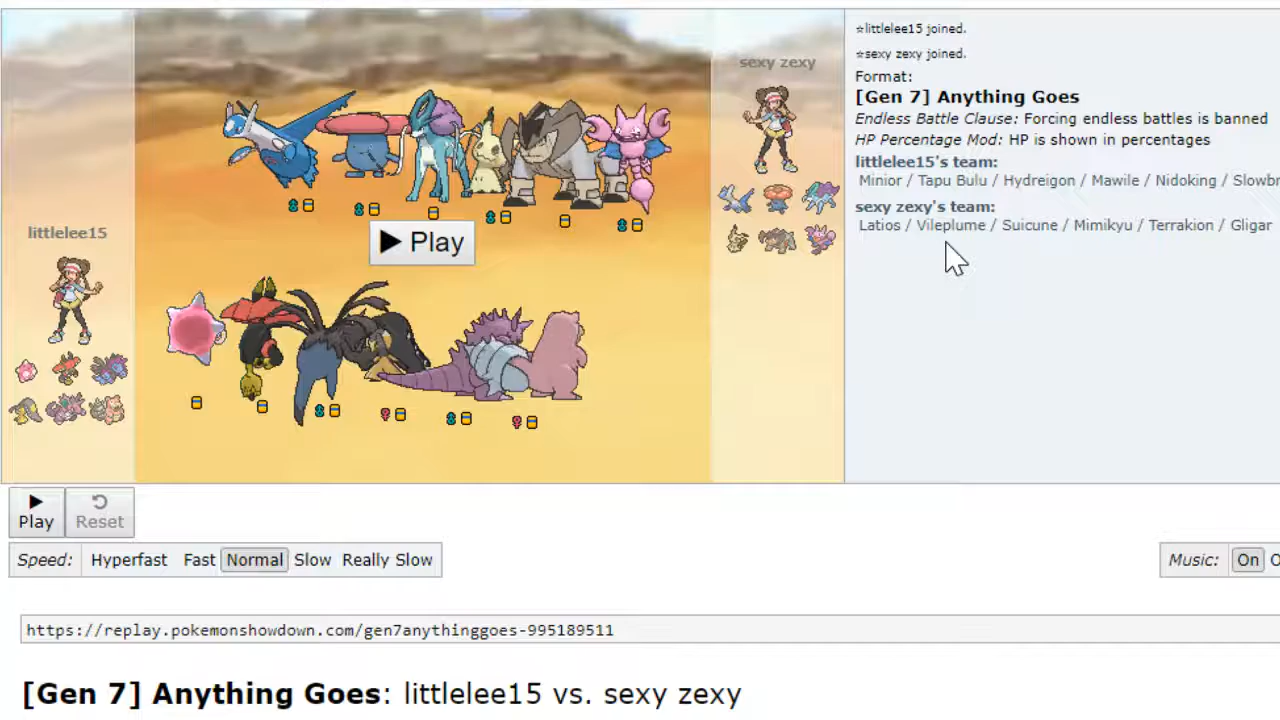 sexy zexy
littlelee15
Play
☆littlelee15 joined.
☆sexy zexy joined.
Format:
[Gen 7] Anything Goes
Endless Battle Clause: Forcing endless battles is banned
HP Percentage Mod: HP is shown in percentages
littlelee15's team:
Minior / Tapu Bulu / Hydreigon / Mawile / Nidoking / Slowbr
sexy zexy's team:
Latios / Vileplume / Suicune / Mimikyu / Terrakion / Gligar
Play Reset
Speed: Hyperfast Fast Normal Slow Really Slow
Music: On O
https://replay.pokemonshowdown.com/gen7anythinggoes-995189511
[Gen 7] Anything Goes: littlelee15 vs. sexy zexy